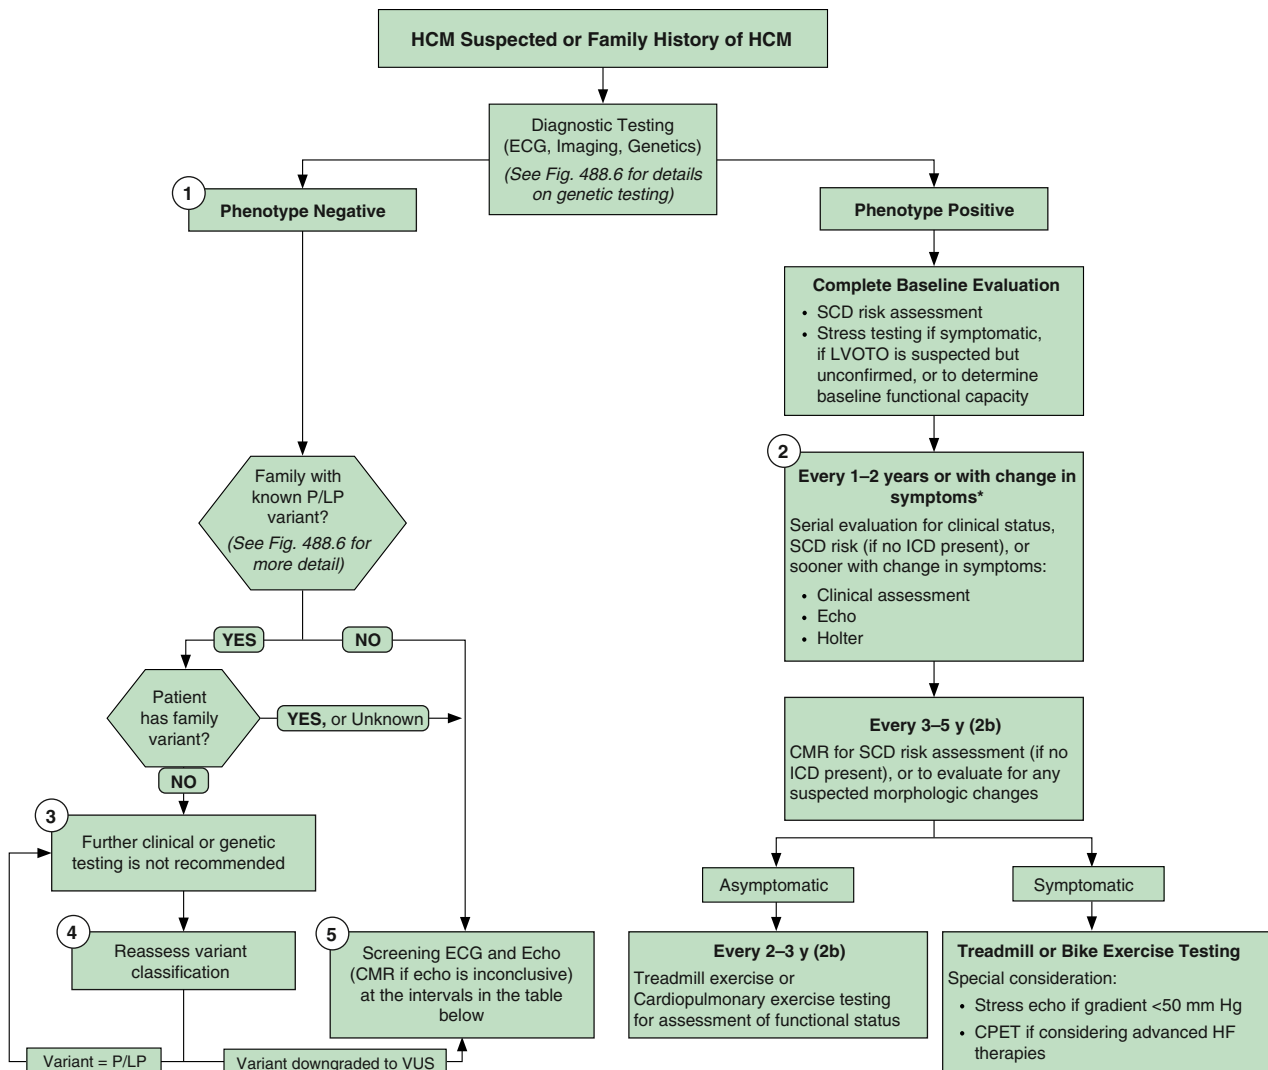 HCM Suspected or Family History of HCM
Diagnostic Testing
(ECG, Imaging, Genetics)
(See Fig. 488.6 for details
on genetic testing)
1
Phenotype Negative
Phenotype Positive
Complete Baseline Evaluation
• SCD risk assessment
• Stress testing if symptomatic,
if LVOTO is suspected but
unconfirmed, or to determine
baseline functional capacity
2
Every 1–2 years or with change in
symptoms*
Serial evaluation for clinical status,
SCD risk (if no ICD present), or
sooner with change in symptoms:
• Clinical assessment
• Echo
• Holter
Family with
known P/LP
variant?
(See Fig. 488.6 for
more detail)
YES
NO
Patient
has family
variant?
YES, or Unknown
NO
Every 3–5 y (2b)
CMR for SCD risk assessment (if no
ICD present), or to evaluate for any
suspected morphologic changes
3
Further clinical or genetic
testing is not recommended
Asymptomatic
Symptomatic
4
Reassess variant
classification
5
Screening ECG and Echo
(CMR if echo is inconclusive)
at the intervals in the table
below
Every 2–3 y (2b)
Treadmill exercise or
Cardiopulmonary exercise testing
for assessment of functional status
Treadmill or Bike Exercise Testing
Special consideration:
• Stress echo if gradient <50 mm Hg
• CPET if considering advanced HF
therapies
Variant = P/LP
Variant downgraded to VUS